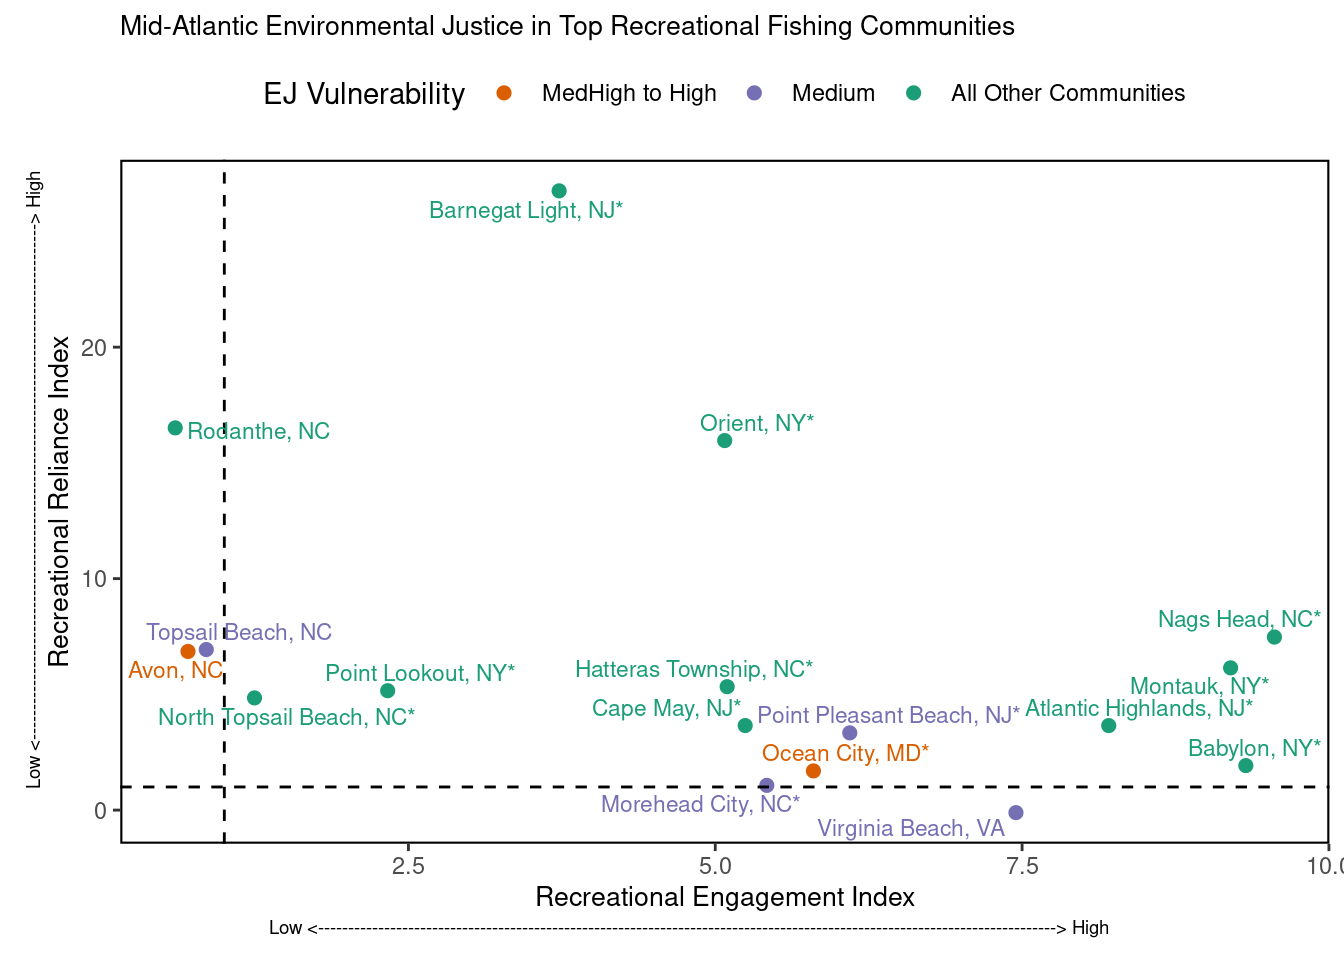 Mid-Atlantic Environmental Justice in Top Recreational Fishing Communities
EJ Vulnerability MedHigh to High Medium All Other Communities
Low <--------------------------------------------------------------------------------------------> High
Recreational Reliance Index
20
10
0
Barnegat Light, NJ*
Orient, NY*
Rodanthe, NC
Nags Head, NC*
Topsail Beach, NC
Avon, NC
Point Lookout, NY*
Hatteras Township, NC*
Montauk, NY*
North Topsail Beach, NC*
Cape May, NJ*
Point Pleasant Beach, NJ*
Atlantic Highlands, NJ*
Ocean City, MD*
Babylon, NY*
Morehead City, NC*
Virginia Beach, VA
2.5 5.0 7.5 10.0
Recreational Engagement Index
Low <--------------------------------------------------------------------------------------------------------------------------> High